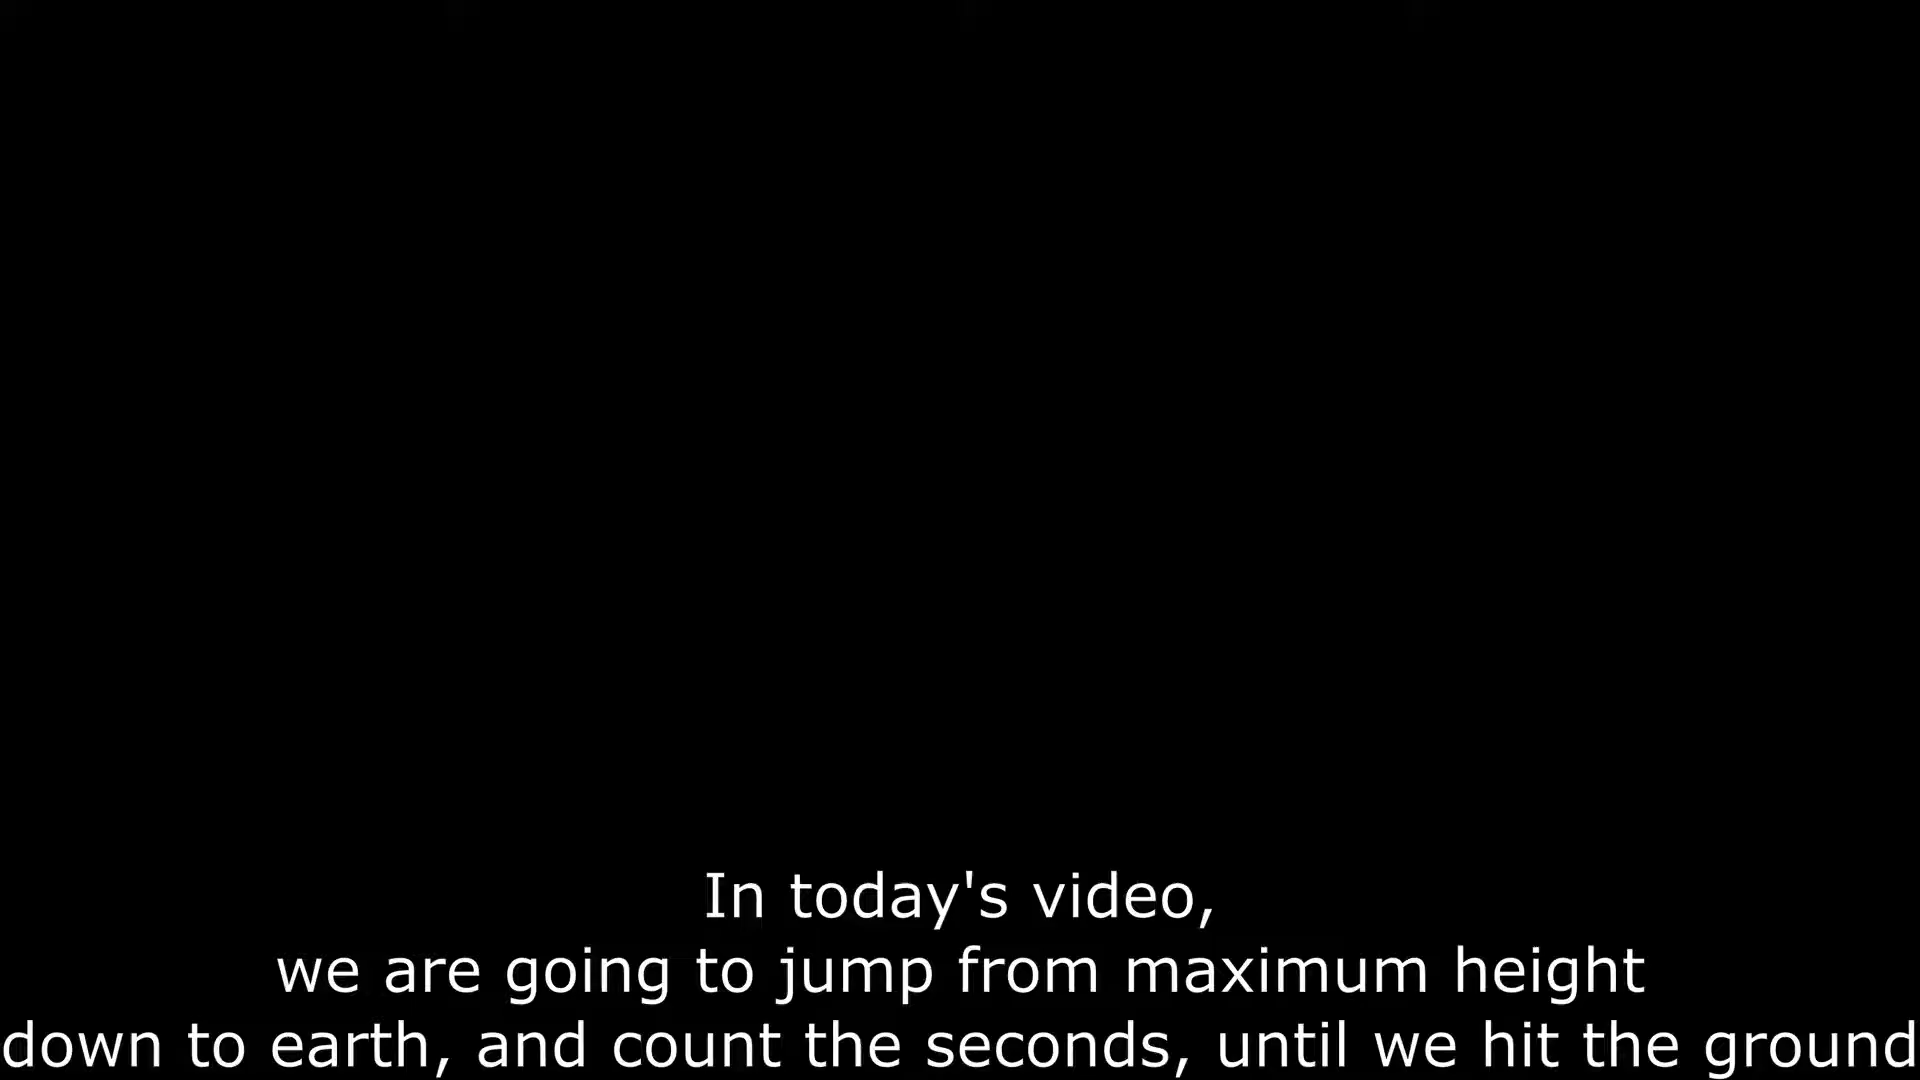 In today's video,
we are going to jump from maximum height
down to earth, and count the seconds, until we hit the ground